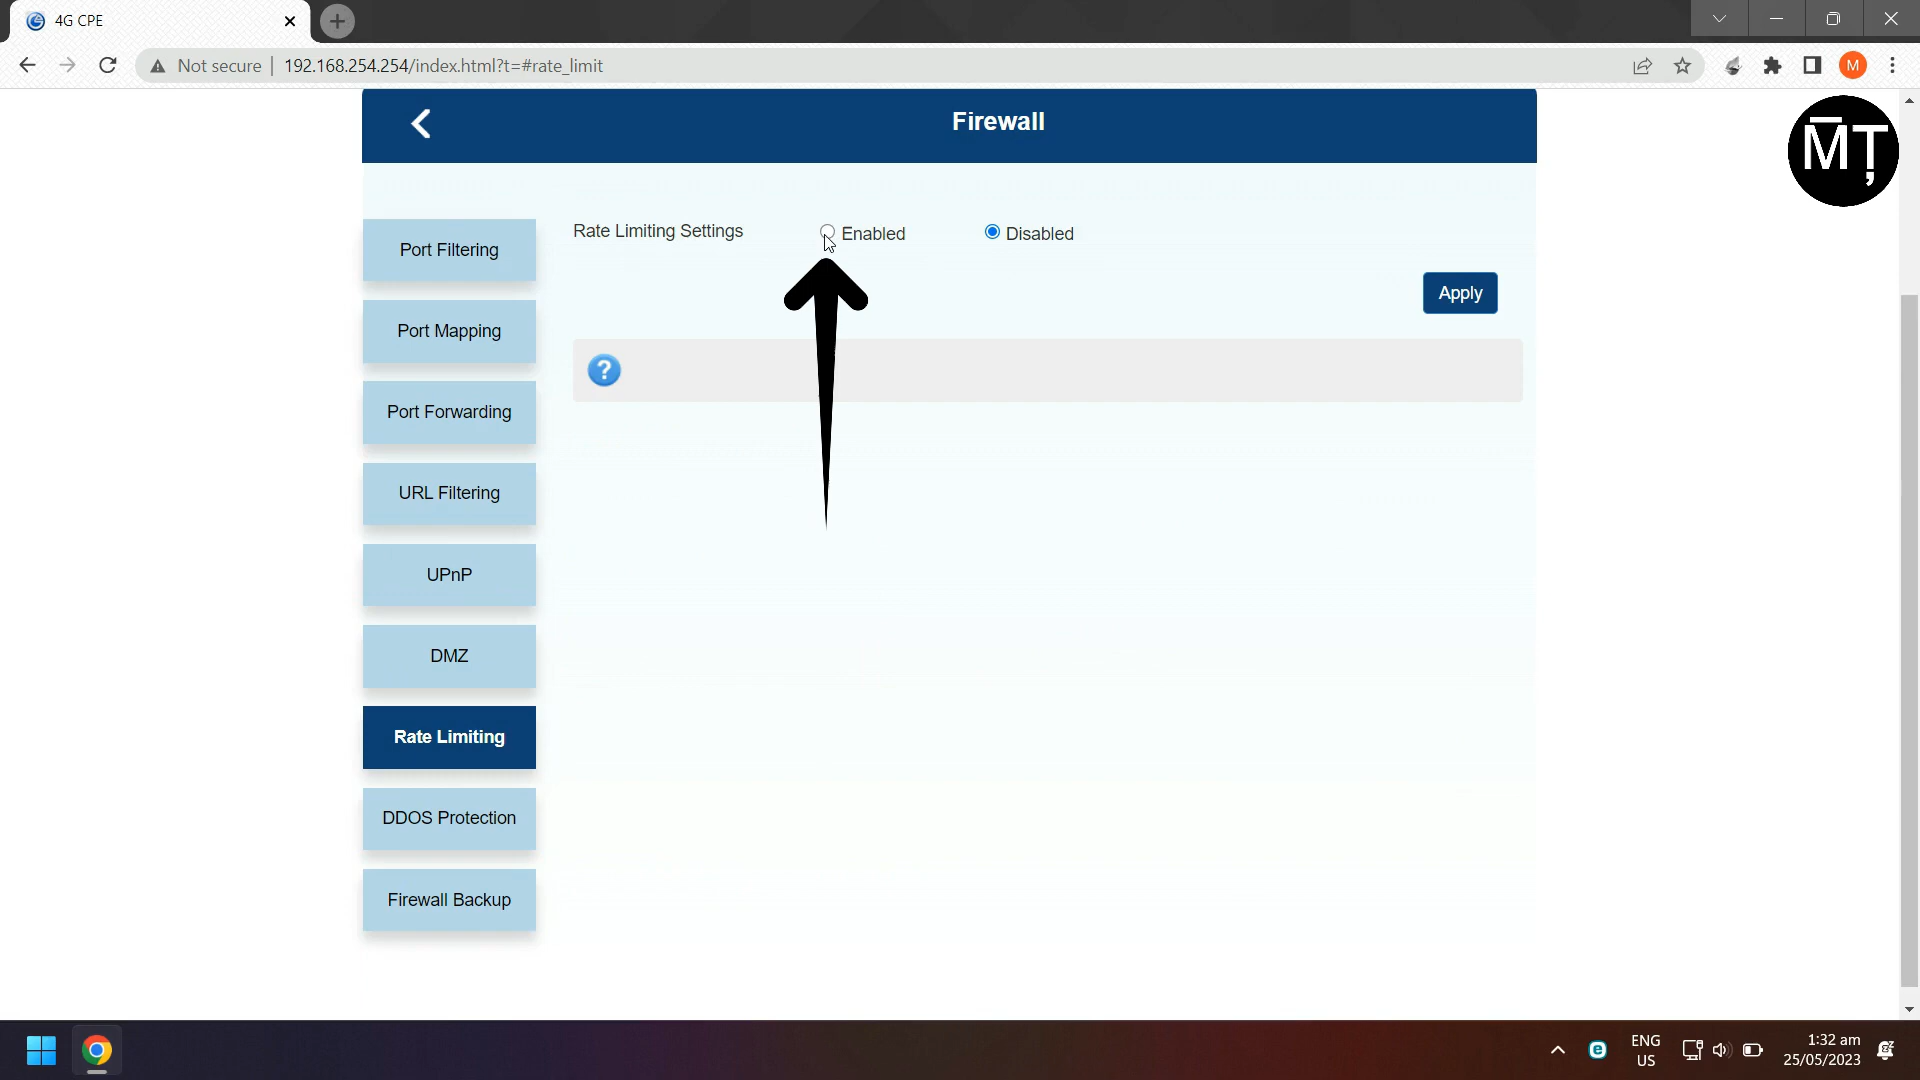 4G CPE
Not secure
192.168.254.254/index.html?t=#rate_limit
M
Firewall
M̄Ț
Rate Limiting Settings
Enabled
Disabled
Apply
?
Port Filtering
Port Mapping
Port Forwarding
URL Filtering
UPnP
DMZ
Rate Limiting
DDOS Protection
Firewall Backup
ENG
US
1:32 am
25/05/2023